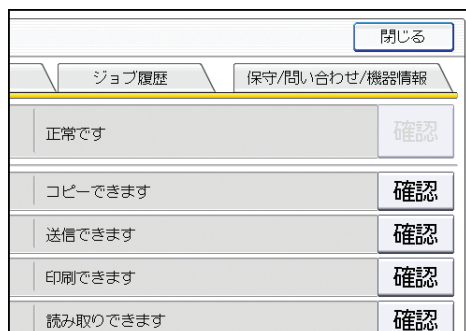 閉じる
ジョブ履歴 保守/問い合わせ/機器情報
正常です 確認
コピーできます 確認
送信できます 確認
印刷できます 確認
読み取りできます 確認